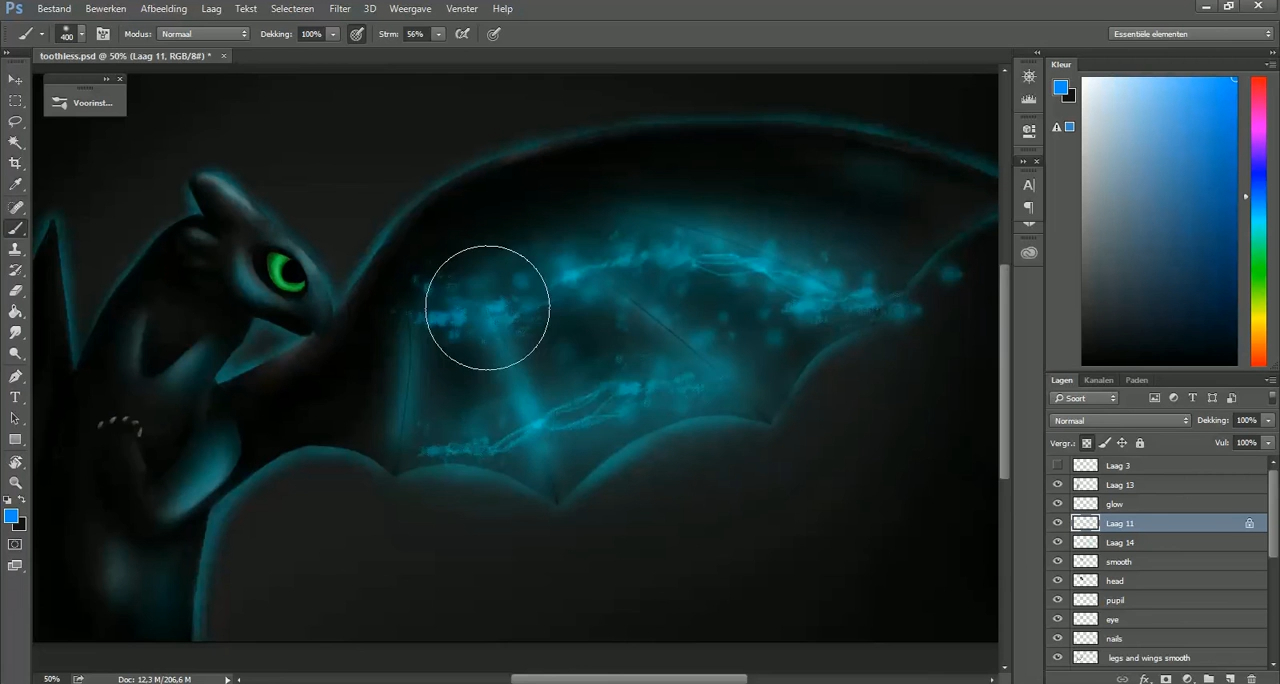 Ps Bestand Bewerken Afbeelding Laag Tekst Selecteren Filter 3D Weergave Venster Help
400 Modus: Normaal Dekking: 100% Strm: 56% Essentiële elementen
toothless.psd @ 50% (Laag 11, RGB/8#) * ×
Voorinst...
Kleur
Lagen Kanalen Paden
Soort
Normaal Dekking: 100%
Vergr.: Vul: 100%
Laag 3
Laag 13
glow
Laag 11
Laag 14
smooth
head
pupil
eye
nails
legs and wings smooth
50% Doc: 12,3 M/206,6 M